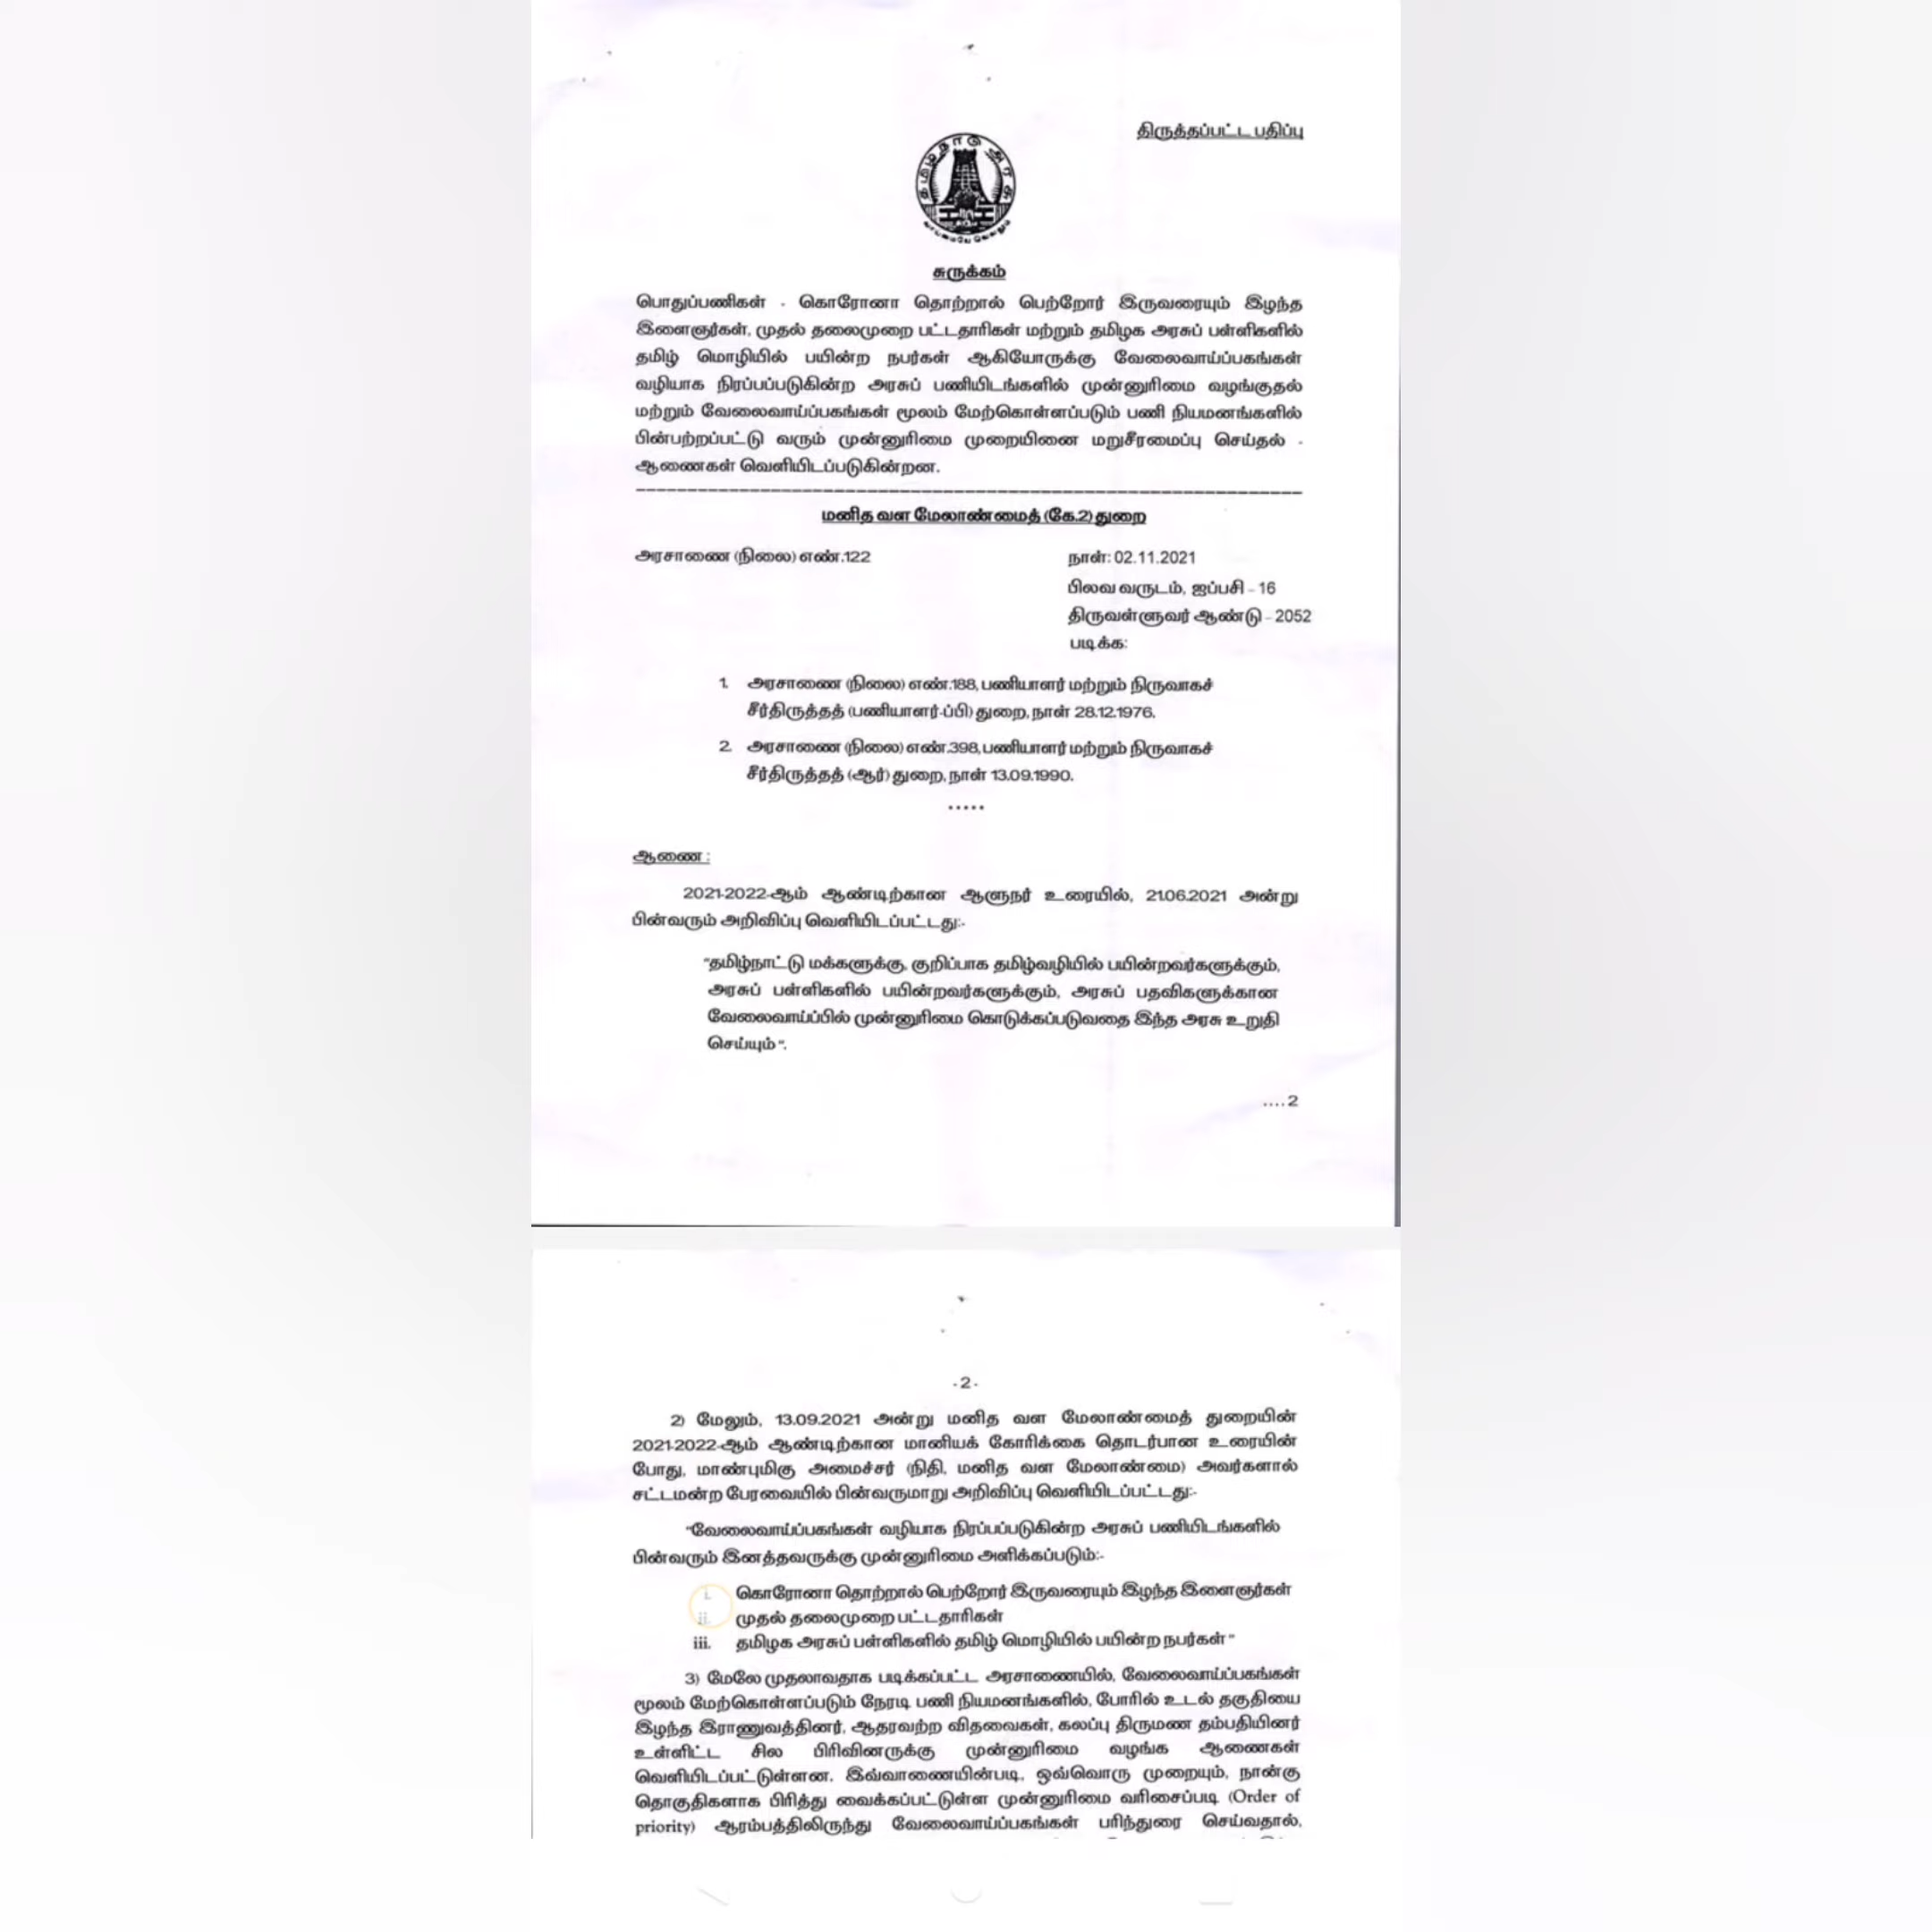 திருத்தப்பட்ட பதிப்பு
தமிழ்நாடு அரசு
வாய்மையே வெல்லும்
சுருக்கம்
பொதுப்பணிகள் - கொரோனா தொற்றால் பெற்றோர் இருவரையும் இழந்த
இளைஞர்கள், முதல் தலைமுறை பட்டதாரிகள் மற்றும் தமிழக அரசுப் பள்ளிகளில்
தமிழ் மொழியில் பயின்ற நபர்கள் ஆகியோருக்கு வேலைவாய்ப்பகங்கள்
வழியாக நிரப்பப்படுகின்ற அரசுப் பணியிடங்களில் முன்னுரிமை வழங்குதல்
மற்றும் வேலைவாய்ப்பகங்கள் மூலம் மேற்கொள்ளப்படும் பணி நியமனங்களில்
பின்பற்றப்பட்டு வரும் முன்னுரிமை முறையினை மறுசீரமைப்பு செய்தல் -
ஆணைகள் வெளியிடப்படுகின்றன.
மனித வள மேலாண்மைத் (கே.2) துறை
அரசாணை (நிலை) எண்.122 நாள்: 02.11.2021
பிலவ வருடம், ஐப்பசி - 16
திருவள்ளுவர் ஆண்டு - 2052
படிக்க:
1. அரசாணை (நிலை) எண்.188, பணியாளர் மற்றும் நிருவாகச்
சீர்திருத்தத் (பணியாளர்-ப்பி) துறை, நாள் 28.12.1976.
2. அரசாணை (நிலை) எண்.398, பணியாளர் மற்றும் நிருவாகச்
சீர்திருத்தத் (ஆர்) துறை, நாள் 13.09.1990.
*****
ஆணை :
2021-2022-ஆம் ஆண்டிற்கான ஆளுநர் உரையில், 21.06.2021 அன்று
பின்வரும் அறிவிப்பு வெளியிடப்பட்டது:-
"தமிழ்நாட்டு மக்களுக்கு, குறிப்பாக தமிழ்வழியில் பயின்றவர்களுக்கும்,
அரசுப் பள்ளிகளில் பயின்றவர்களுக்கும், அரசுப் பதவிகளுக்கான
வேலைவாய்ப்பில் முன்னுரிமை கொடுக்கப்படுவதை இந்த அரசு உறுதி
செய்யும்".
....2
-2-
2) மேலும், 13.09.2021 அன்று மனித வள மேலாண்மைத் துறையின்
2021-2022-ஆம் ஆண்டிற்கான மானியக் கோரிக்கை தொடர்பான உரையின்
போது, மாண்புமிகு அமைச்சர் (நிதி, மனித வள மேலாண்மை) அவர்களால்
சட்டமன்ற பேரவையில் பின்வருமாறு அறிவிப்பு வெளியிடப்பட்டது:-
"வேலைவாய்ப்பகங்கள் வழியாக நிரப்பப்படுகின்ற அரசுப் பணியிடங்களில்
பின்வரும் இனத்தவருக்கு முன்னுரிமை அளிக்கப்படும்:-
i. கொரோனா தொற்றால் பெற்றோர் இருவரையும் இழந்த இளைஞர்கள்
ii. முதல் தலைமுறை பட்டதாரிகள்
iii. தமிழக அரசுப் பள்ளிகளில் தமிழ் மொழியில் பயின்ற நபர்கள்"
3) மேலே முதலாவதாக படிக்கப்பட்ட அரசாணையில், வேலைவாய்ப்பகங்கள்
மூலம் மேற்கொள்ளப்படும் நேரடி பணி நியமனங்களில், போரில் உடல் தகுதியை
இழந்த இராணுவத்தினர், ஆதரவற்ற விதவைகள், கலப்பு திருமண தம்பதியினர்
உள்ளிட்ட சில பிரிவினருக்கு முன்னுரிமை வழங்க ஆணைகள்
வெளியிடப்பட்டுள்ளன. இவ்வாணையின்படி, ஒவ்வொரு முறையும், நான்கு
தொகுதிகளாக பிரித்து வைக்கப்பட்டுள்ள முன்னுரிமை வரிசைப்படி (Order of
priority) ஆரம்பத்திலிருந்து வேலைவாய்ப்பகங்கள் பரிந்துரை செய்வதால்,